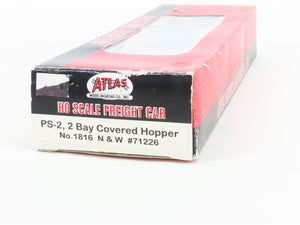 ATLAS
MODEL RAILROAD CO., INC.
HO SCALE FREIGHT CAR
PS-2, 2 Bay Covered Hopper
No.1816 N & W #71226